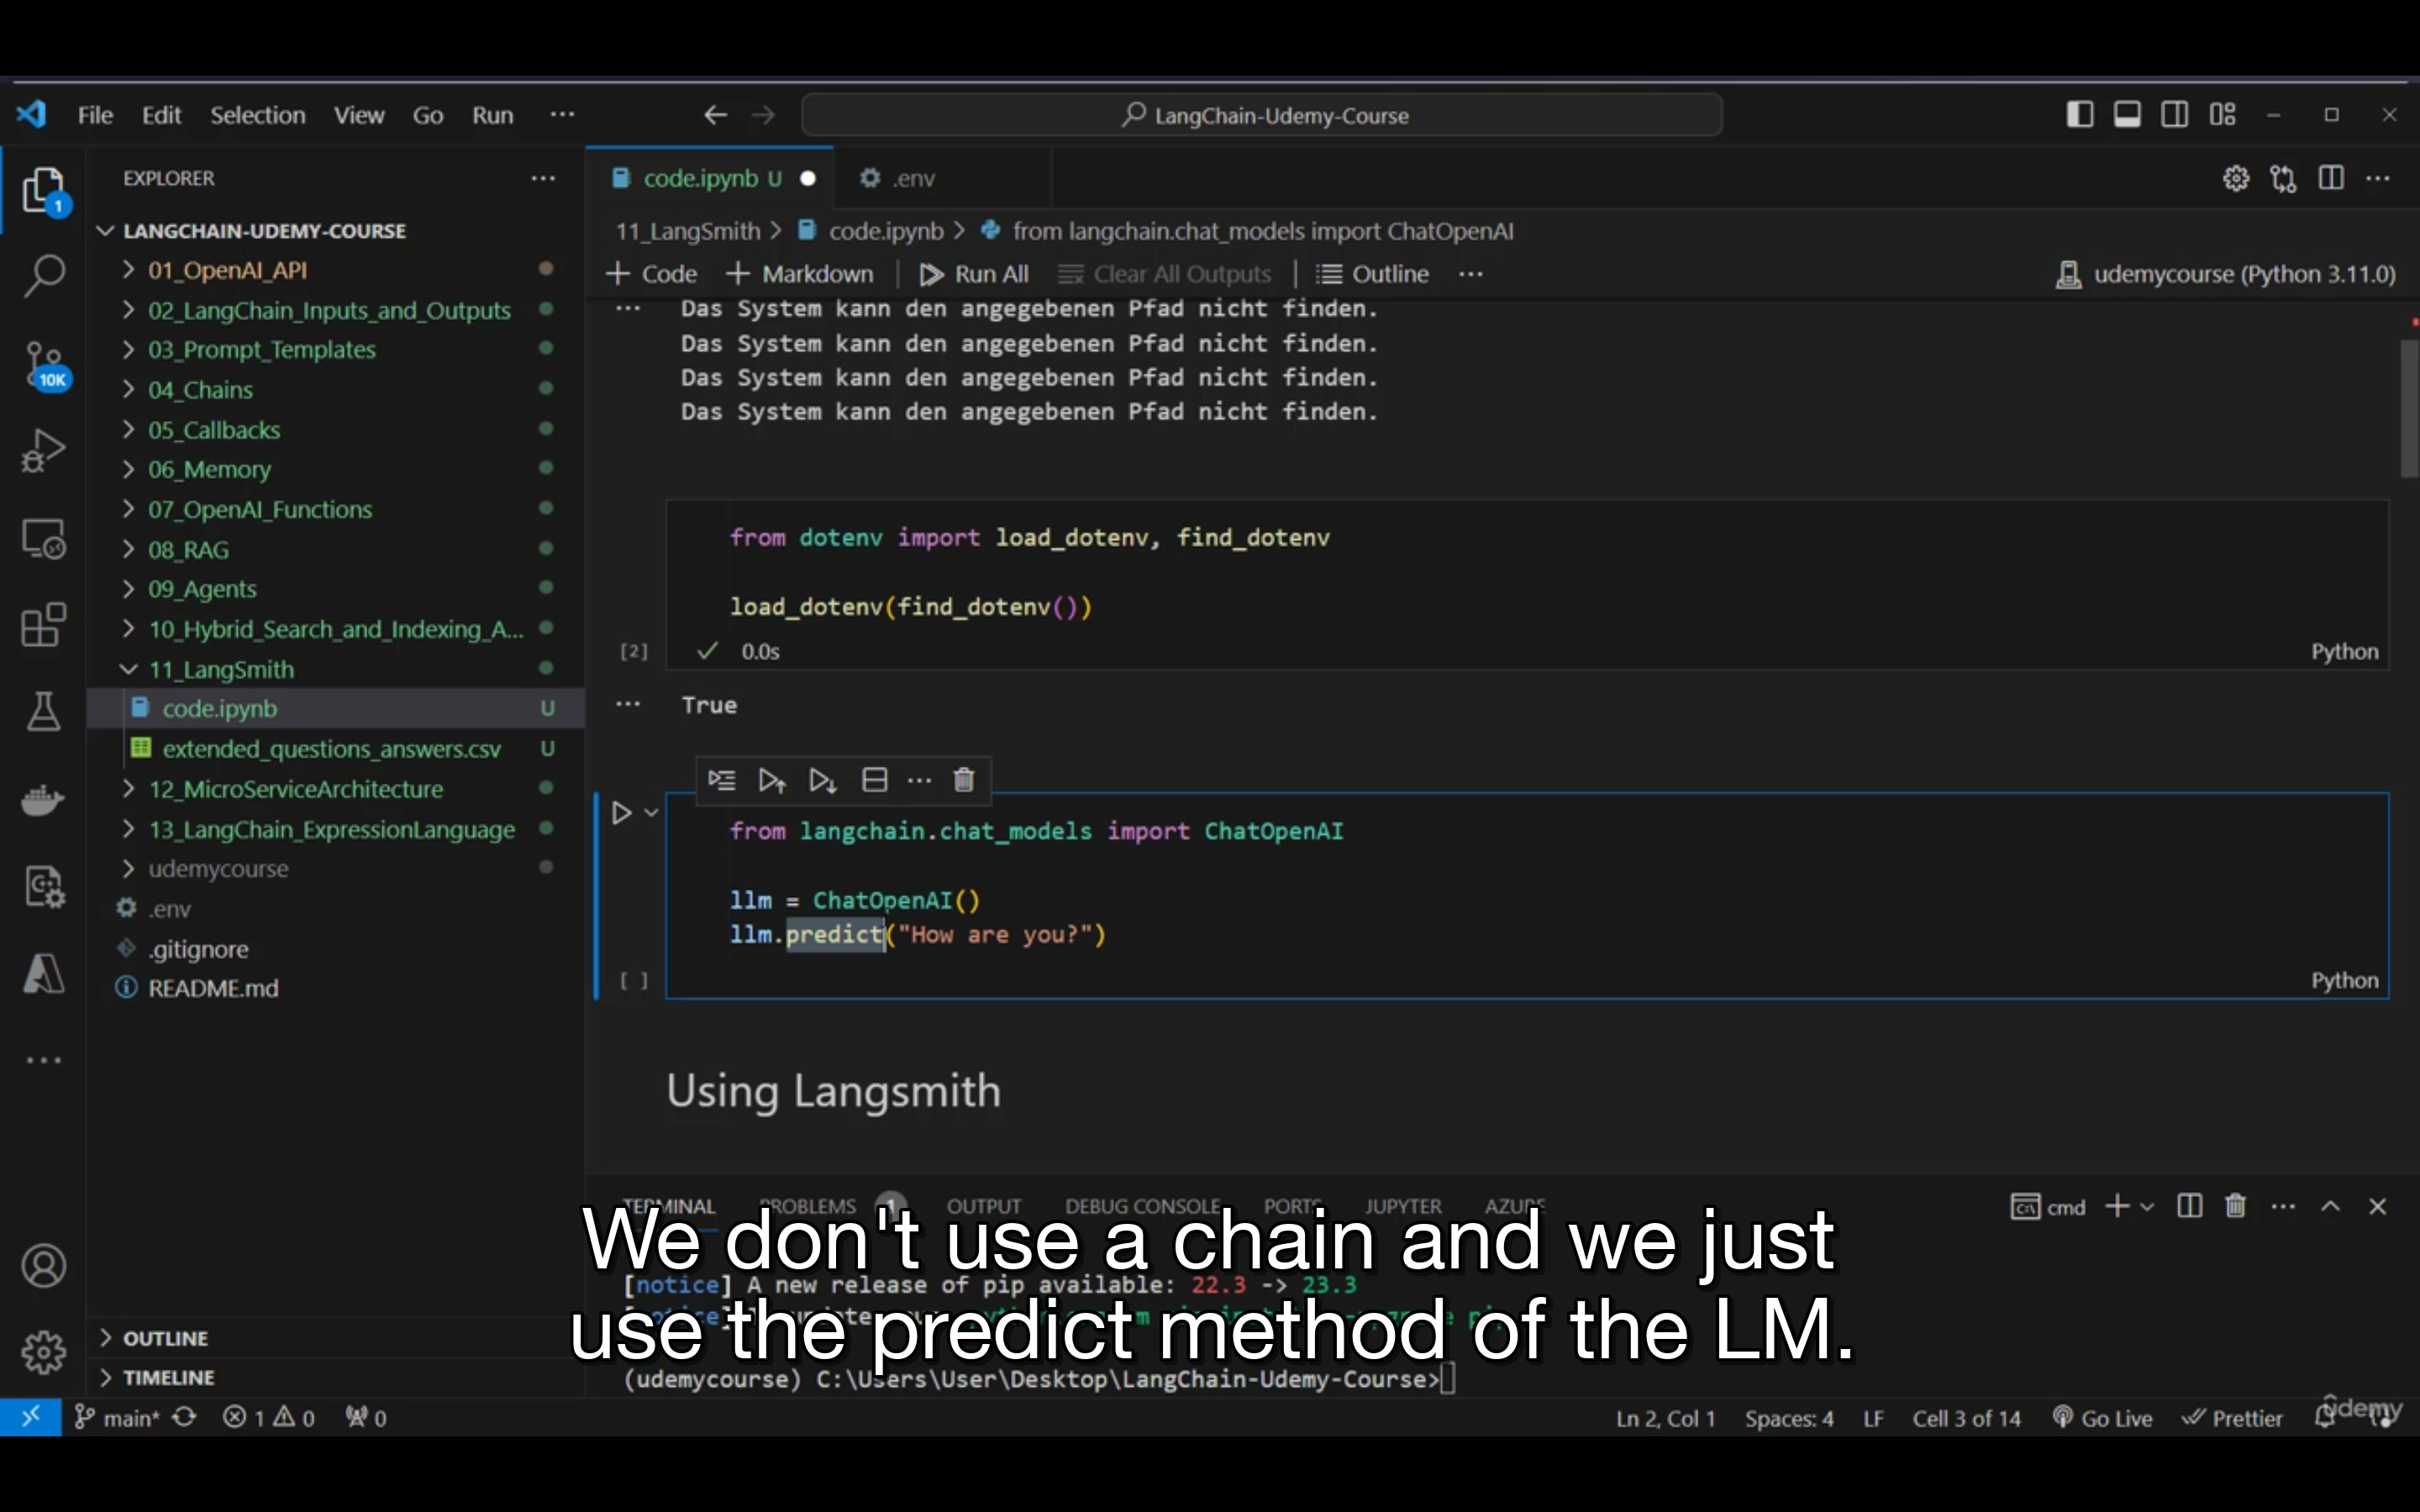 File Edit Selection View Go Run ...
LangChain-Udemy-Course
EXPLORER ...
LANGCHAIN-UDEMY-COURSE
01_OpenAI_API
02_LangChain_Inputs_and_Outputs
03_Prompt_Templates
04_Chains
05_Callbacks
06_Memory
07_OpenAI_Functions
08_RAG
09_Agents
10_Hybrid_Search_and_Indexing_A...
11_LangSmith
code.ipynb U
extended_questions_answers.csv U
12_MicroServiceArchitecture
13_LangChain_ExpressionLanguage
udemycourse
.env
.gitignore
README.md
OUTLINE
TIMELINE
1
10K
code.ipynb U
.env
11_LangSmith > code.ipynb > from langchain.chat_models import ChatOpenAI
+ Code + Markdown | Run All Clear All Outputs | Outline ...
udemycourse (Python 3.11.0)
Das System kann den angegebenen Pfad nicht finden.
Das System kann den angegebenen Pfad nicht finden.
Das System kann den angegebenen Pfad nicht finden.
Das System kann den angegebenen Pfad nicht finden.
from dotenv import load_dotenv, find_dotenv
load_dotenv(find_dotenv())
[2] ✓ 0.0s Python
True
from langchain.chat_models import ChatOpenAI
llm = ChatOpenAI()
llm.predict("How are you?")
[ ] Python
Using Langsmith
TERMINAL PROBLEMS 1 OUTPUT DEBUG CONSOLE PORTS JUPYTER AZURE
cmd
We don't use a chain and we just
[notice] A new release of pip available: 22.3 -> 23.3
use the predict method of the LM.
(udemycourse) C:\Users\User\Desktop\LangChain-Udemy-Course>
main* 1 0 0
Ln 2, Col 1 Spaces: 4 LF Cell 3 of 14 Go Live Prettier
udemy